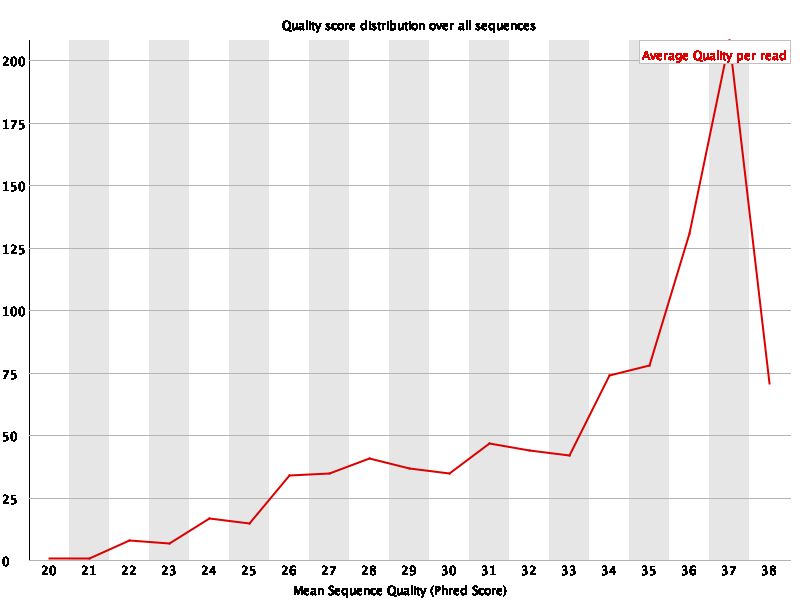 Quality score distribution over all sequences
Average Quality per read
200
175
150
125
100
75
50
25
0
20 21 22 23 24 25 26 27 28 29 30 31 32 33 34 35 36 37 38
Mean Sequence Quality (Phred Score)